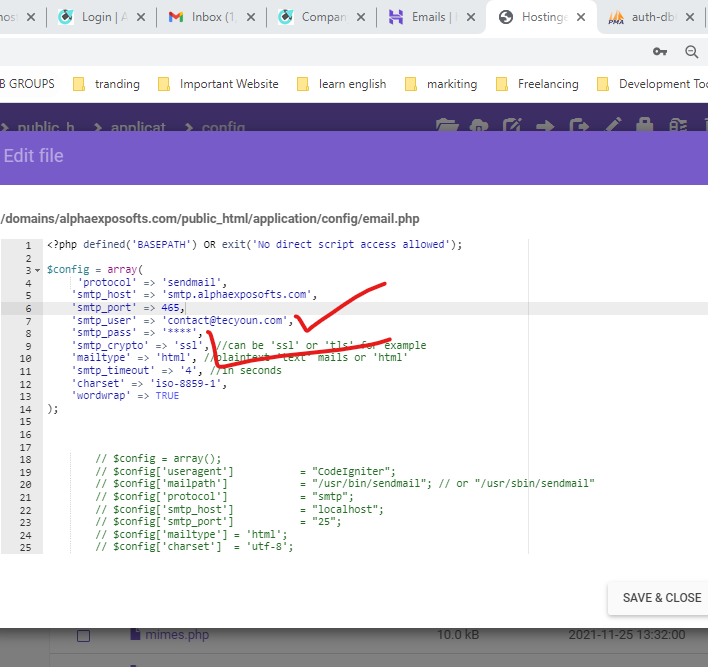 Login | A
Inbox (1,
Compan
Emails |
Hostinge
auth-db
B GROUPS
tranding
Important Website
learn english
markiting
Freelancing
Development Too
public_h
applicat
config
Edit file
/domains/alphaexposofts.com/public_html/application/config/email.php
1 <?php defined('BASEPATH') OR exit('No direct script access allowed');
2
3 $config = array(
4 'protocol' => 'sendmail',
5 'smtp_host' => 'smtp.alphaexposofts.com',
6 'smtp_port' => 465,
7 'smtp_user' => 'contact@tecyoun.com',
8 'smtp_pass' => '****',
9 'smtp_crypto' => 'ssl', //can be 'ssl' or 'tls' for example
10 'mailtype' => 'html', //plaintext 'text' mails or 'html'
11 'smtp_timeout' => '4', //in seconds
12 'charset' => 'iso-8859-1',
13 'wordwrap' => TRUE
14 );
15
16
17
18 // $config = array();
19 // $config['useragent'] = "CodeIgniter";
20 // $config['mailpath'] = "/usr/bin/sendmail"; // or "/usr/sbin/sendmail"
21 // $config['protocol'] = "smtp";
22 // $config['smtp_host'] = "localhost";
23 // $config['smtp_port'] = "25";
24 // $config['mailtype'] = 'html';
25 // $config['charset'] = 'utf-8';
SAVE & CLOSE
mimes.php 10.0 kB 2021-11-25 13:32:00